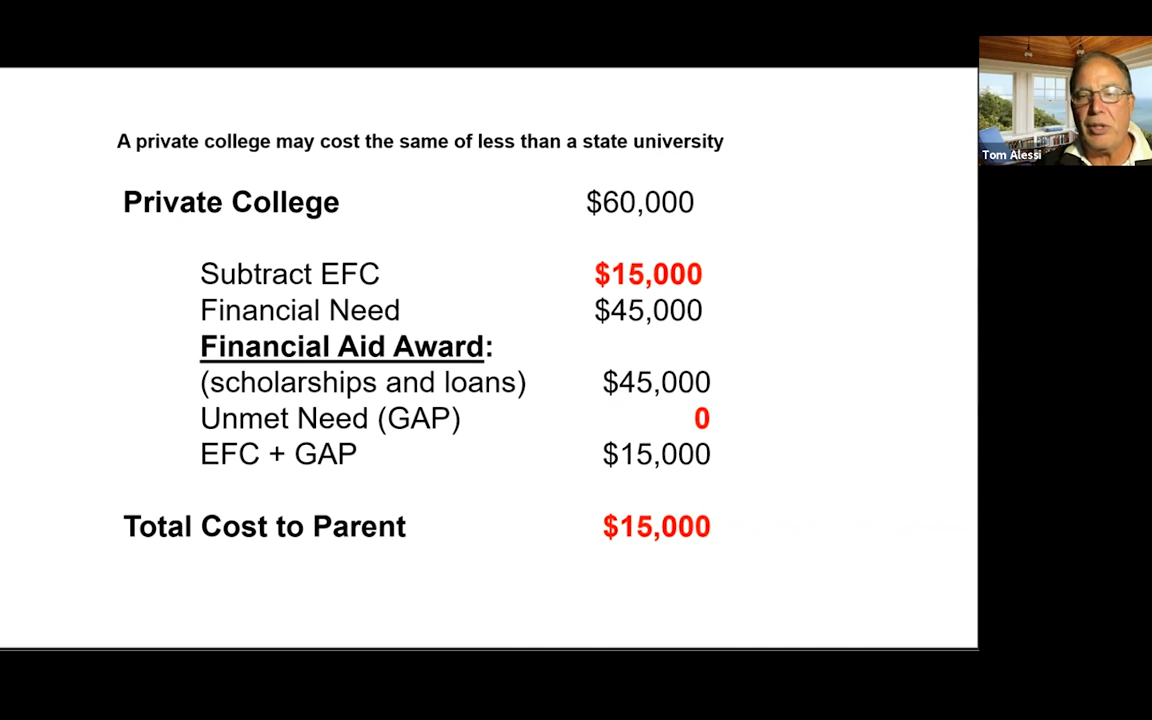 A private college may cost the same of less than a state university
Private College $60,000
Subtract EFC $15,000
Financial Need $45,000
Financial Aid Award:
(scholarships and loans) $45,000
Unmet Need (GAP) 0
EFC + GAP $15,000
Total Cost to Parent $15,000
Tom Alessi